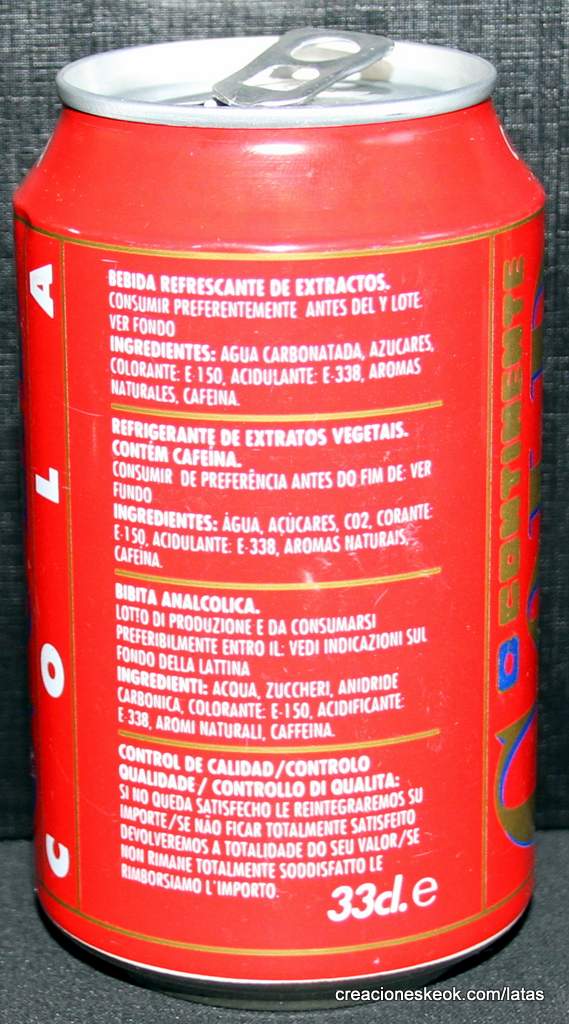 COLA
BEBIDA REFRESCANTE DE EXTRACTOS.
CONSUMIR PREFERENTEMENTE ANTES DEL Y LOTE.
VER FONDO
INGREDIENTES: AGUA CARBONATADA, AZUCARES,
COLORANTE: E-150, ACIDULANTE: E-338, AROMAS
NATURALES, CAFEINA.
REFRIGERANTE DE EXTRATOS VEGETAIS.
CONTÉM CAFEÍNA.
CONSUMIR DE PREFERÊNCIA ANTES DO FIM DE: VER
FUNDO
INGREDIENTES: ÁGUA, AÇÚCARES, CO2, CORANTE:
E-150, ACIDULANTE: E-338, AROMAS NATURAIS,
CAFEÍNA.
BIBITA ANALCOLICA.
LOTTO DI PRODUZIONE E DA CONSUMARSI
PREFERIBILMENTE ENTRO IL: VEDI INDICAZIONI SUL
FONDO DELLA LATTINA
INGREDIENTI: ACQUA, ZUCCHERI, ANIDRIDE
CARBONICA, COLORANTE: E-150, ACIDIFICANTE:
E-338, AROMI NATURALI, CAFFEINA.
CONTROL DE CALIDAD/CONTROLO
QUALIDADE/ CONTROLLO DI QUALITA:
SI NO QUEDA SATISFECHO LE REINTEGRAREMOS SU
IMPORTE/SE NÃO FICAR TOTALMENTE SATISFEITO
DEVOLVEREMOS A TOTALIDADE DO SEU VALOR/SE
NON RIMANE TOTALMENTE SODDISFATTO LE
RIMBORSIAMO L'IMPORTO.
33cl. e
CONTINENTE
creacioneskeok.com/latas